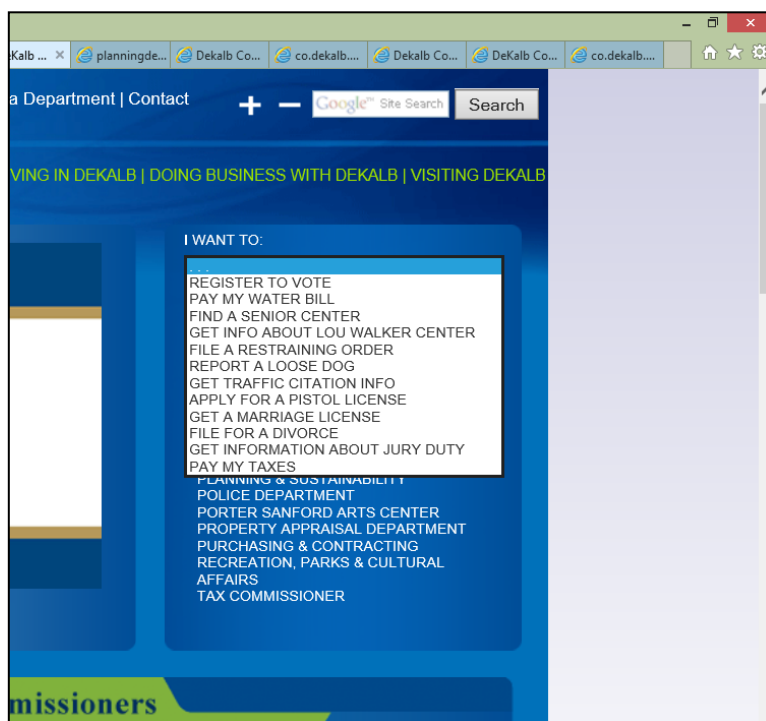 Kalb ...
planningde...
Dekalb Co...
co.dekalb....
Dekalb Co...
DeKalb Co...
co.dekalb....
a Department | Contact
+ −
Google™ Site Search
Search
VING IN DEKALB | DOING BUSINESS WITH DEKALB | VISITING DEKALB
I WANT TO:
. . .
REGISTER TO VOTE
PAY MY WATER BILL
FIND A SENIOR CENTER
GET INFO ABOUT LOU WALKER CENTER
FILE A RESTRAINING ORDER
REPORT A LOOSE DOG
GET TRAFFIC CITATION INFO
APPLY FOR A PISTOL LICENSE
GET A MARRIAGE LICENSE
FILE FOR A DIVORCE
GET INFORMATION ABOUT JURY DUTY
PAY MY TAXES
PLANNING & SUSTAINABILITY
POLICE DEPARTMENT
PORTER SANFORD ARTS CENTER
PROPERTY APPRAISAL DEPARTMENT
PURCHASING & CONTRACTING
RECREATION, PARKS & CULTURAL
AFFAIRS
TAX COMMISSIONER
missioners